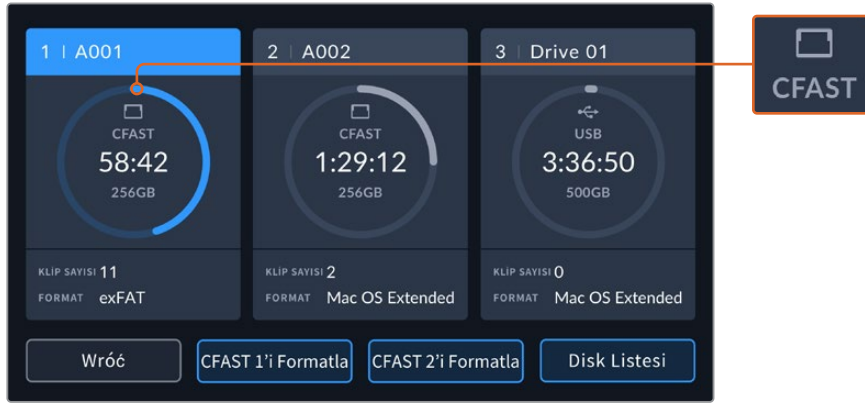 1 | A001
CFAST
58:42
256GB
KLİP SAYISI 11
FORMAT exFAT
2 | A002
CFAST
1:29:12
256GB
KLİP SAYISI 2
FORMAT Mac OS Extended
3 | Drive 01
USB
3:36:50
500GB
KLİP SAYISI 0
FORMAT Mac OS Extended
CFAST
Wróć
CFAST 1’i Formatla
CFAST 2’i Formatla
Disk Listesi